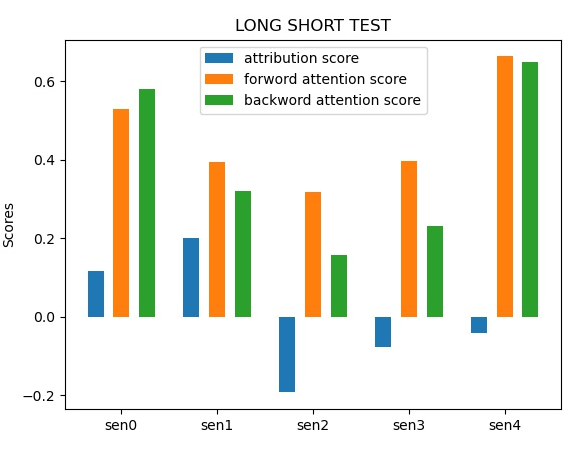 LONG SHORT TEST
attribution score
forword attention score
backword attention score
Scores
0.6
0.4
0.2
0.0
−0.2
sen0 sen1 sen2 sen3 sen4